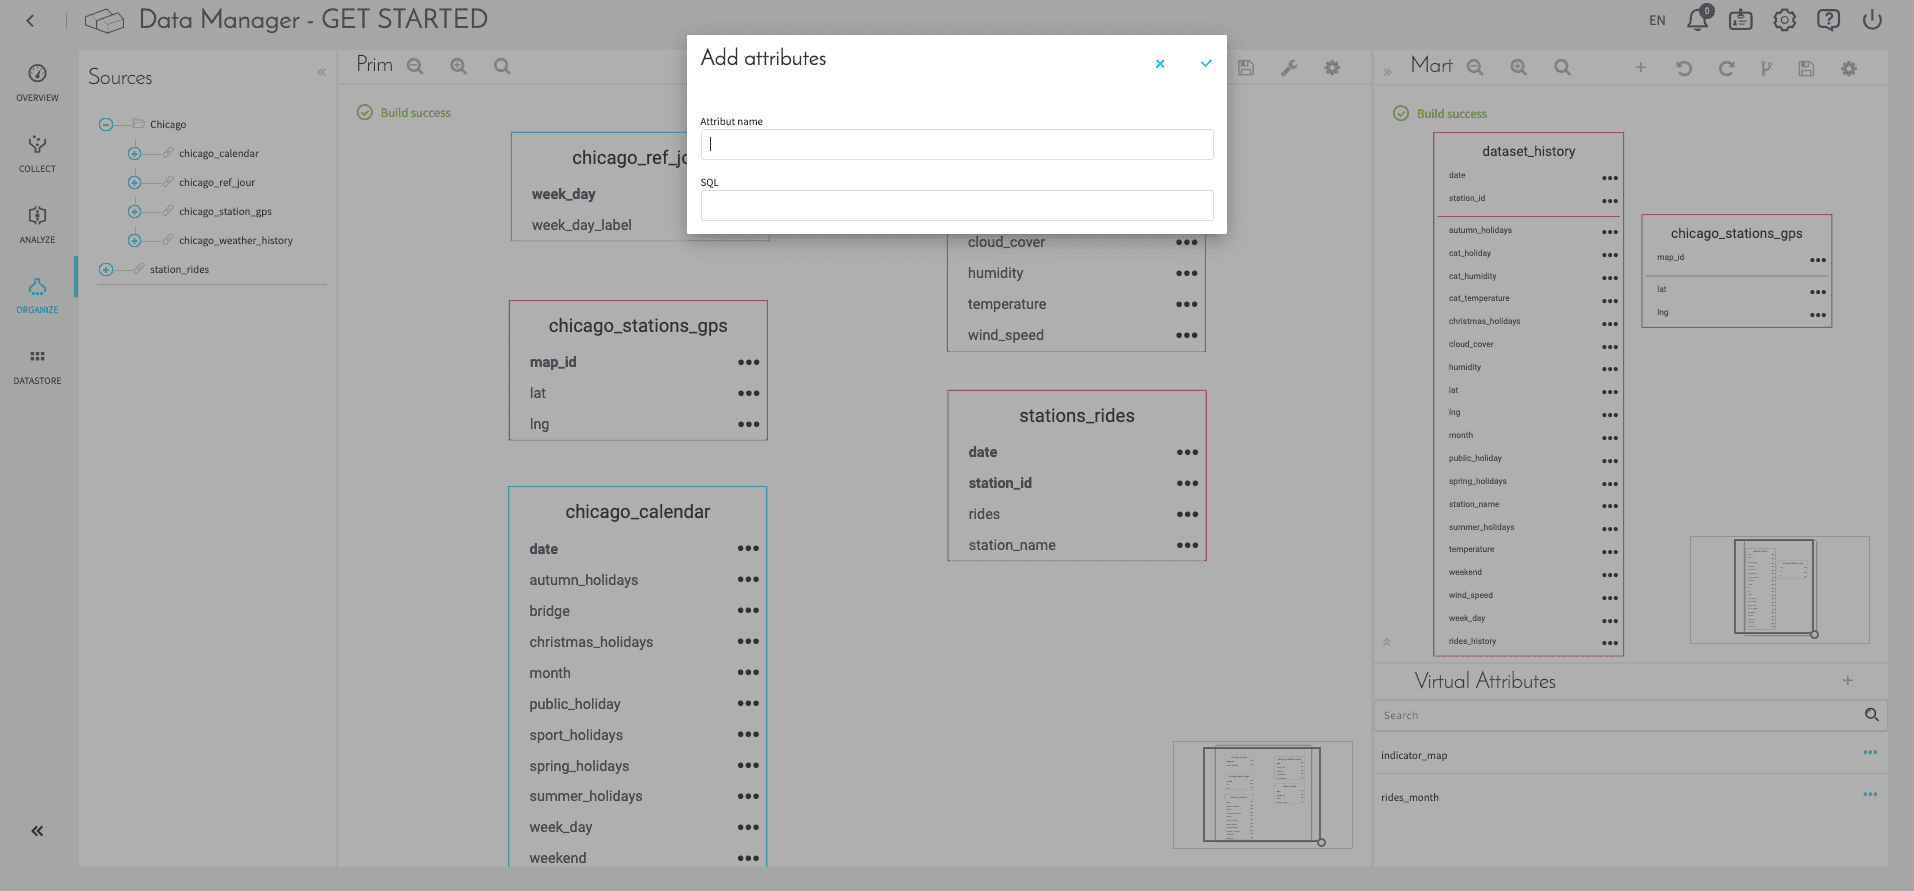 Data Manager - GET STARTED
EN
0
OVERVIEW
COLLECT
ANALYZE
ORGANIZE
DATASTORE
Sources
Chicago
chicago_calendar
chicago_ref_jour
chicago_station_gps
chicago_weather_history
station_rides
Prim
Build success
chicago_ref_jo
week_day
week_day_label
chicago_stations_gps
map_id
lat
lng
chicago_calendar
date
autumn_holidays
bridge
christmas_holidays
month
public_holiday
sport_holidays
spring_holidays
summer_holidays
week_day
weekend
Add attributes
Attribut name
SQL
cloud_cover
humidity
temperature
wind_speed
stations_rides
date
station_id
rides
station_name
Mart
Build success
dataset_history
date
station_id
autumn_holidays
cat_holiday
cat_humidity
cat_temperature
christmas_holidays
cloud_cover
humidity
lat
lng
month
public_holiday
spring_holidays
station_name
summer_holidays
temperature
weekend
wind_speed
week_day
rides_history
chicago_stations_gps
map_id
lat
lng
Virtual Attributes
Search
indicator_map
rides_month